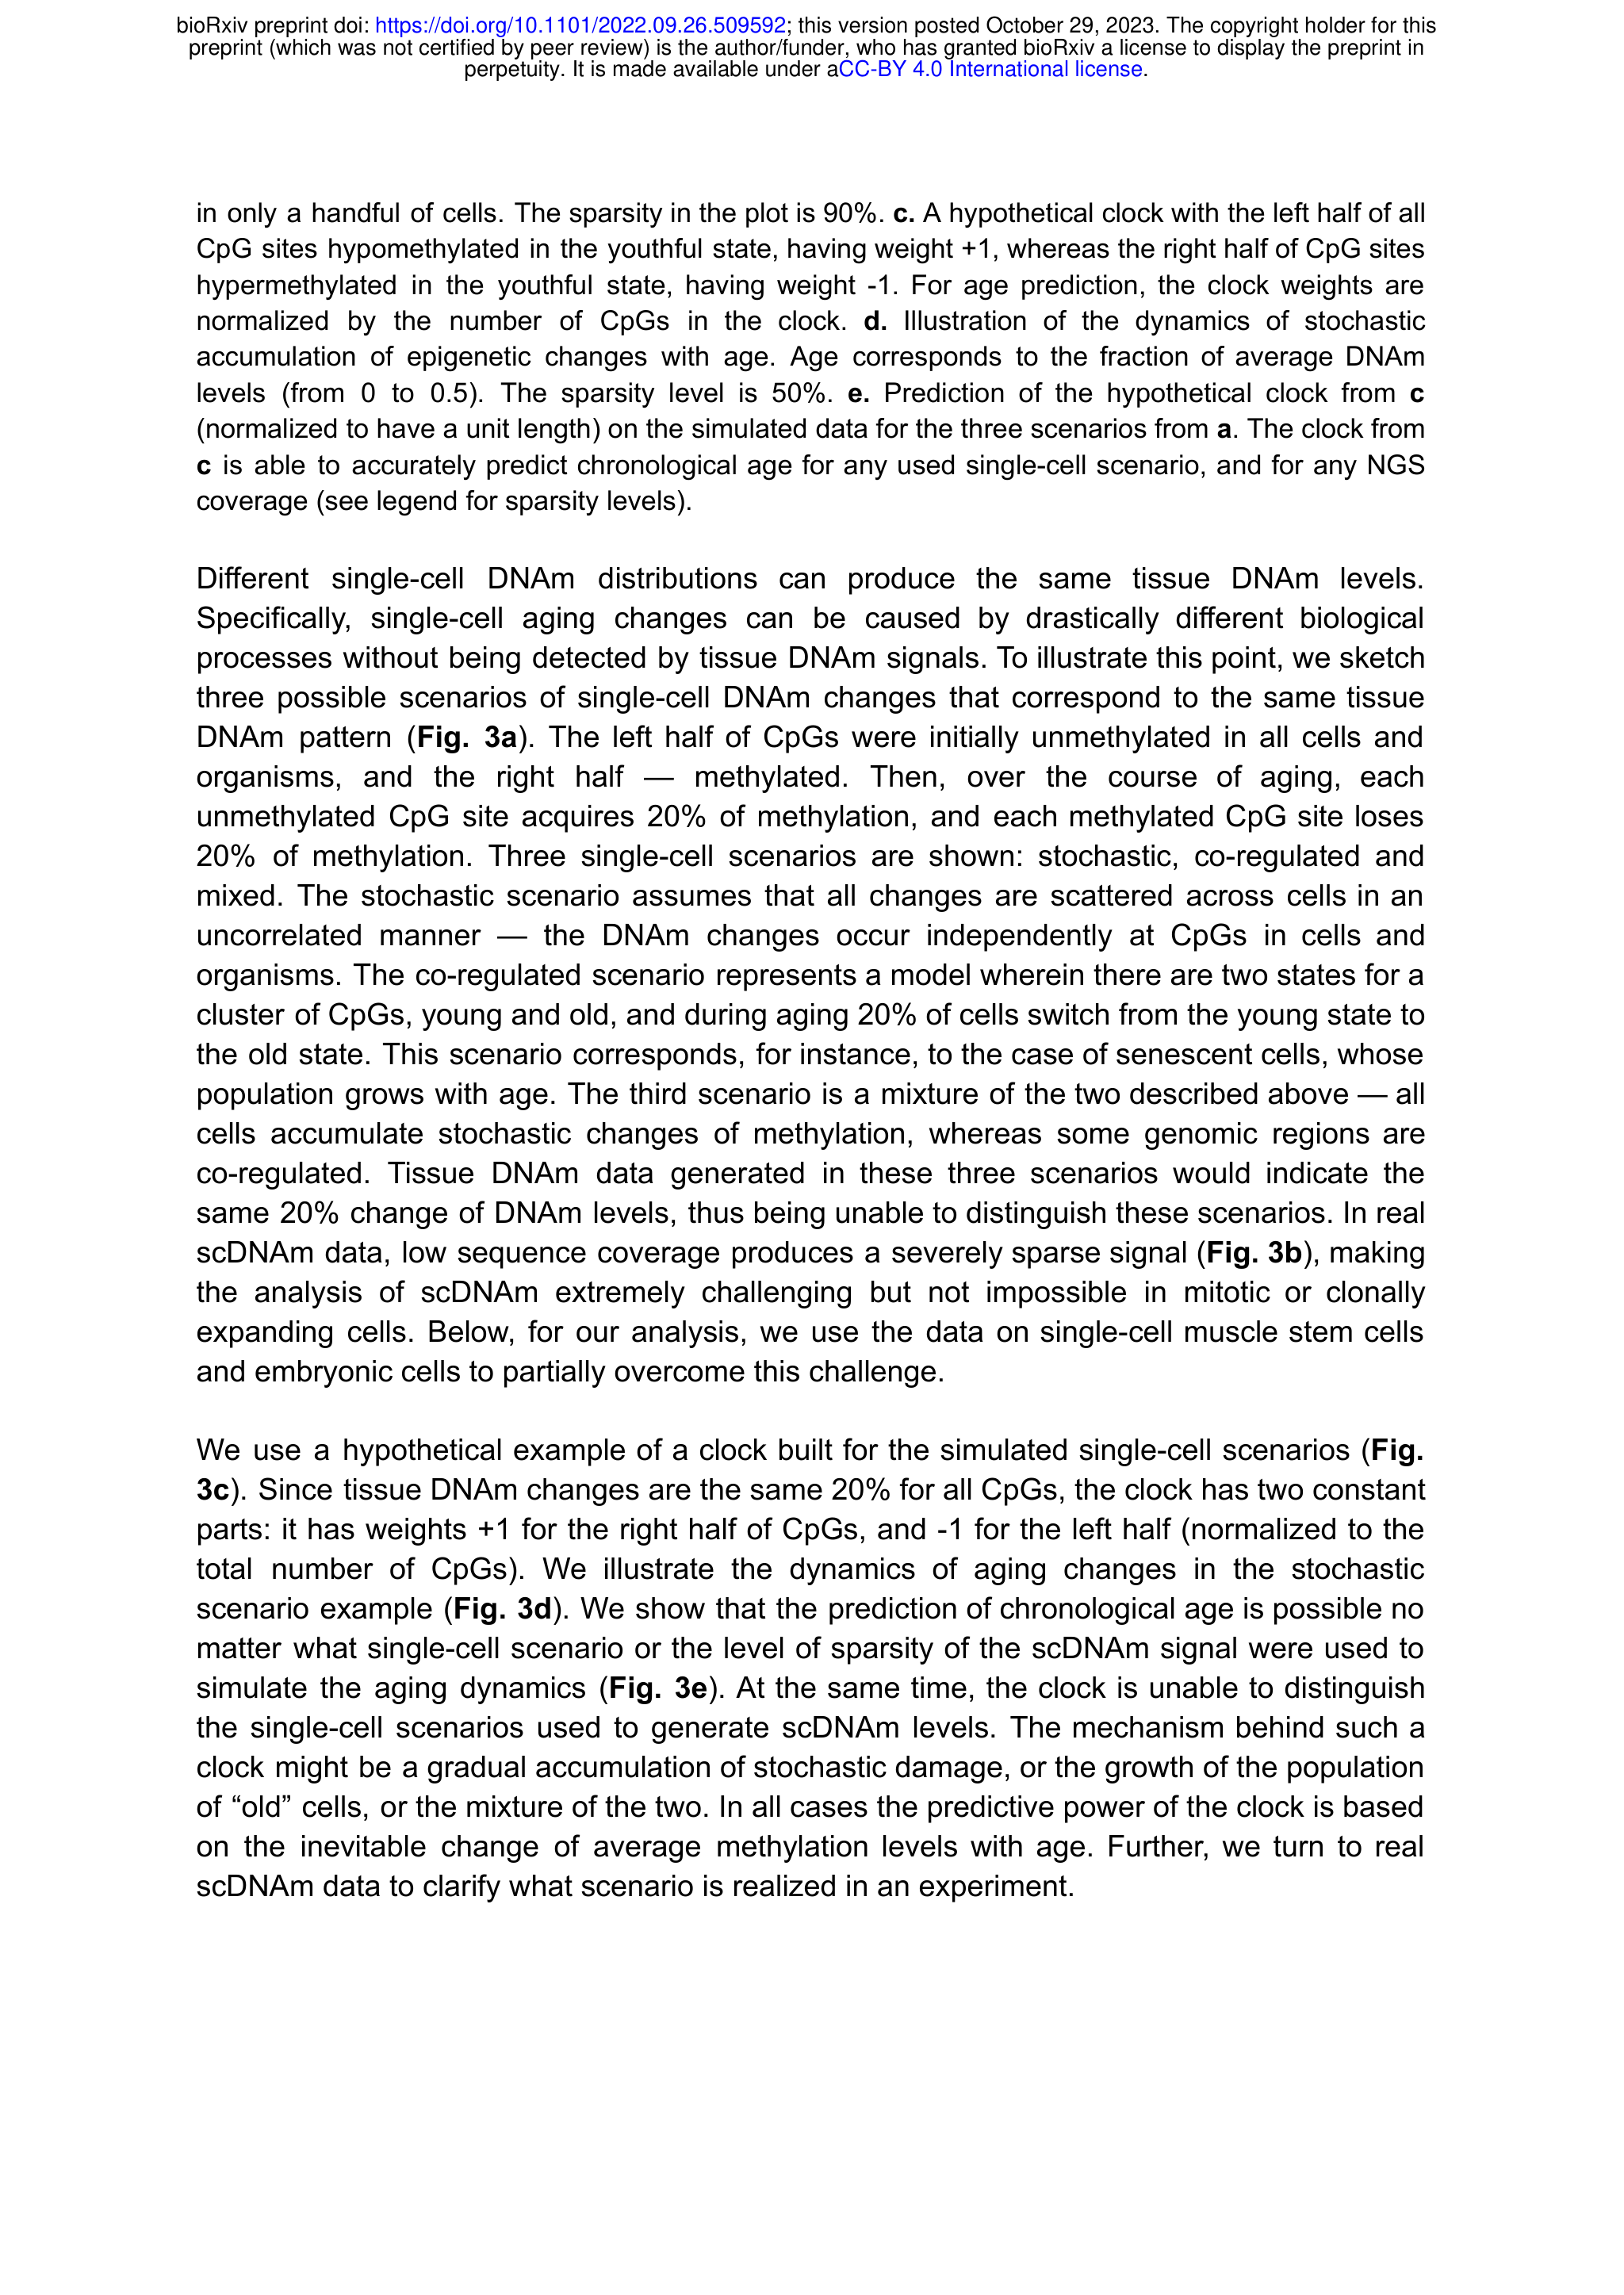 bioRxiv preprint doi: https://doi.org/10.1101/2022.09.26.509592; this version posted October 29, 2023. The copyright holder for this
preprint (which was not certified by peer review) is the author/funder, who has granted bioRxiv a license to display the preprint in
perpetuity. It is made available under aCC-BY 4.0 International license.
in only a handful of cells. The sparsity in the plot is 90%. c. A hypothetical clock with the left half of all
CpG sites hypomethylated in the youthful state, having weight +1, whereas the right half of CpG sites
hypermethylated in the youthful state, having weight -1. For age prediction, the clock weights are
normalized by the number of CpGs in the clock. d. Illustration of the dynamics of stochastic
accumulation of epigenetic changes with age. Age corresponds to the fraction of average DNAm
levels (from 0 to 0.5). The sparsity level is 50%. e. Prediction of the hypothetical clock from c
(normalized to have a unit length) on the simulated data for the three scenarios from a. The clock from
c is able to accurately predict chronological age for any used single-cell scenario, and for any NGS
coverage (see legend for sparsity levels).
Different single-cell DNAm distributions can produce the same tissue DNAm levels.
Specifically, single-cell aging changes can be caused by drastically different biological
processes without being detected by tissue DNAm signals. To illustrate this point, we sketch
three possible scenarios of single-cell DNAm changes that correspond to the same tissue
DNAm pattern (Fig. 3a). The left half of CpGs were initially unmethylated in all cells and
organisms, and the right half — methylated. Then, over the course of aging, each
unmethylated CpG site acquires 20% of methylation, and each methylated CpG site loses
20% of methylation. Three single-cell scenarios are shown: stochastic, co-regulated and
mixed. The stochastic scenario assumes that all changes are scattered across cells in an
uncorrelated manner — the DNAm changes occur independently at CpGs in cells and
organisms. The co-regulated scenario represents a model wherein there are two states for a
cluster of CpGs, young and old, and during aging 20% of cells switch from the young state to
the old state. This scenario corresponds, for instance, to the case of senescent cells, whose
population grows with age. The third scenario is a mixture of the two described above — all
cells accumulate stochastic changes of methylation, whereas some genomic regions are
co-regulated. Tissue DNAm data generated in these three scenarios would indicate the
same 20% change of DNAm levels, thus being unable to distinguish these scenarios. In real
scDNAm data, low sequence coverage produces a severely sparse signal (Fig. 3b), making
the analysis of scDNAm extremely challenging but not impossible in mitotic or clonally
expanding cells. Below, for our analysis, we use the data on single-cell muscle stem cells
and embryonic cells to partially overcome this challenge.
We use a hypothetical example of a clock built for the simulated single-cell scenarios (Fig.
3c). Since tissue DNAm changes are the same 20% for all CpGs, the clock has two constant
parts: it has weights +1 for the right half of CpGs, and -1 for the left half (normalized to the
total number of CpGs). We illustrate the dynamics of aging changes in the stochastic
scenario example (Fig. 3d). We show that the prediction of chronological age is possible no
matter what single-cell scenario or the level of sparsity of the scDNAm signal were used to
simulate the aging dynamics (Fig. 3e). At the same time, the clock is unable to distinguish
the single-cell scenarios used to generate scDNAm levels. The mechanism behind such a
clock might be a gradual accumulation of stochastic damage, or the growth of the population
of “old” cells, or the mixture of the two. In all cases the predictive power of the clock is based
on the inevitable change of average methylation levels with age. Further, we turn to real
scDNAm data to clarify what scenario is realized in an experiment.